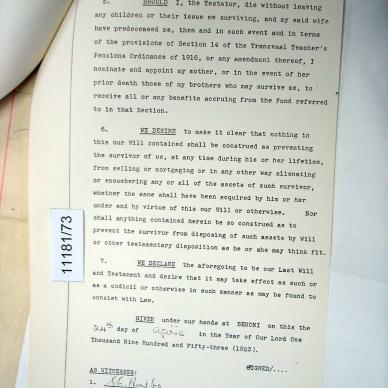 5. SHOULD I, the Testator, die without leaving
any children or their issue me surviving, and my said wife
have predeceased me, then and in such event and in terms
of the provisions of Section 14 of the Transvaal Teacher's
Pensions Ordinance of 1916, or any amendment thereof, I
nominate and appoint my mother, or in the event of her
prior death those of my brothers who may survive me, to
receive all or any benefits accruing from the Fund referred
to in that Section.
6. WE DESIRE to make it clear that nothing in
this our Will contained shall be construed as preventing
the survivor of us, at any time during his or her lifetime,
from selling or mortgaging or in any other way alienating
or encumbering any or all of the assets of such survivor,
whether the same shall have been acquired by him or her
under and by virtue of this our Will or otherwise. Nor
shall anything contained herein be so construed as to
prevent the survivor from disposing of such assets by Will
or other testamentary disposition as he or she may think fit.
11181/73
7. WE DECLARE the aforegoing to be our Last Will
and Testament and desire that it may take effect as such or
as a codicil or otherwise in such manner as may be found to
consist with Law.
GIVEN under our hands at BENONI on this the
24th day of April in the Year of Our Lord One
Thousand Nine Hundred and Fifty-three (1953).
SIGNED/....
AS WITNESSES:
1.